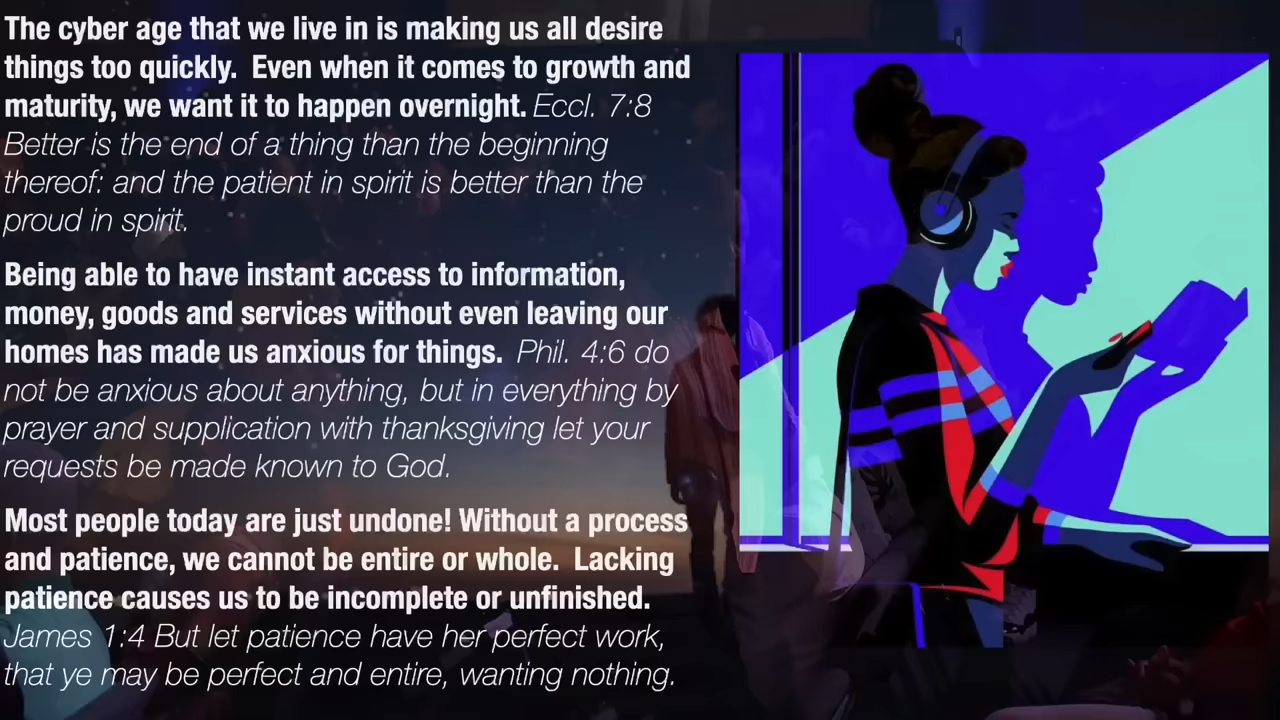 The cyber age that we live in is making us all desire
things too quickly.  Even when it comes to growth and
maturity, we want it to happen overnight. Eccl. 7:8
Better is the end of a thing than the beginning
thereof: and the patient in spirit is better than the
proud in spirit.
Being able to have instant access to information,
money, goods and services without even leaving our
homes has made us anxious for things.  Phil. 4:6 do
not be anxious about anything, but in everything by
prayer and supplication with thanksgiving let your
requests be made known to God.
Most people today are just undone! Without a process
and patience, we cannot be entire or whole.  Lacking
patience causes us to be incomplete or unfinished.
James 1:4 But let patience have her perfect work,
that ye may be perfect and entire, wanting nothing.